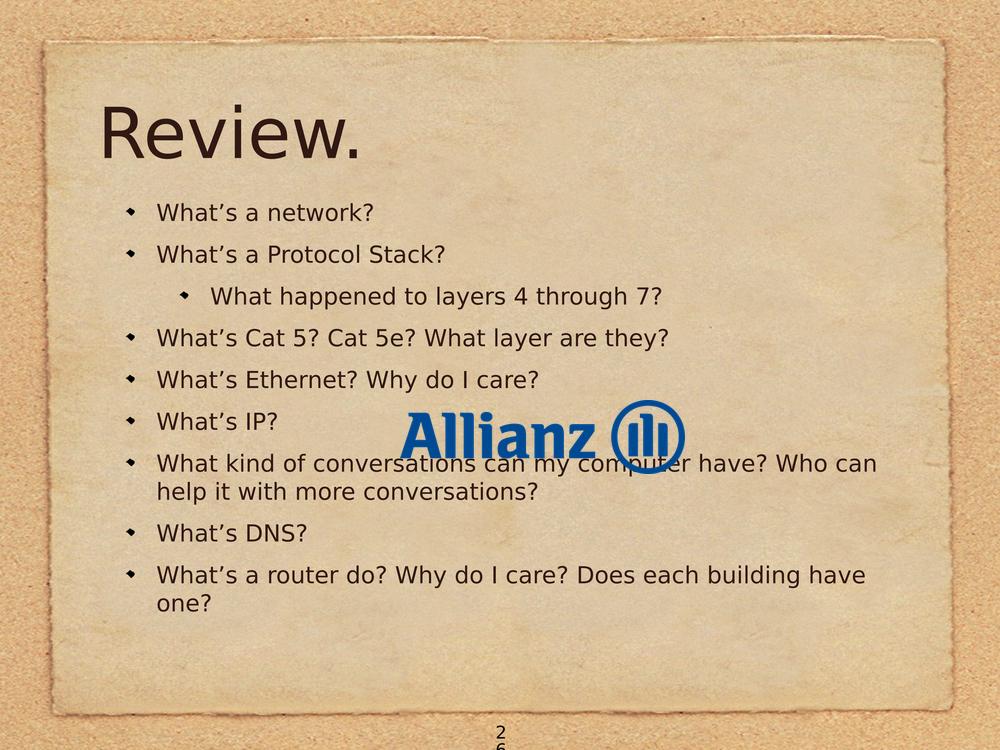 Review.
What’s a network?
What’s a Protocol Stack?
What happened to layers 4 through 7?
What’s Cat 5? Cat 5e? What layer are they?
What’s Ethernet? Why do I care?
What’s IP?
Allianz
What kind of conversations can my computer have? Who can
help it with more conversations?
What’s DNS?
What’s a router do? Why do I care? Does each building have
one?
2
6